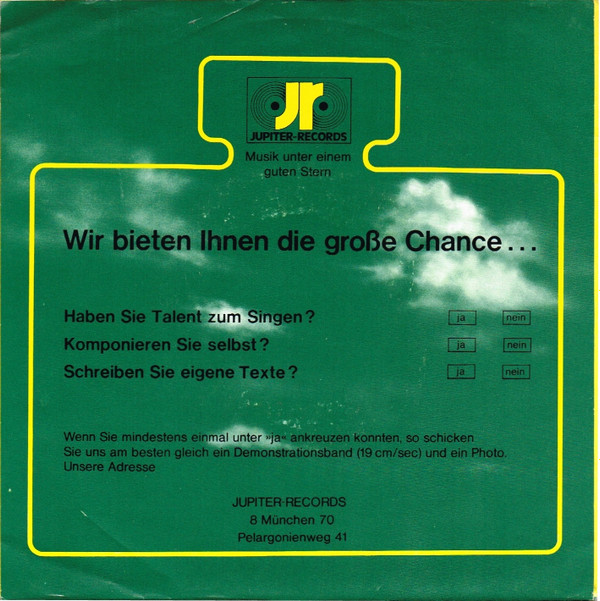 jr
JUPITER-RECORDS
Musik unter einem
guten Stern
Wir bieten Ihnen die große Chance...
Haben Sie Talent zum Singen? ja nein
Komponieren Sie selbst? ja nein
Schreiben Sie eigene Texte? ja nein
Wenn Sie mindestens einmal unter »ja« ankreuzen konnten, so schicken
Sie uns am besten gleich ein Demonstrationsband (19 cm/sec) und ein Photo.
Unsere Adresse
JUPITER-RECORDS
8 München 70
Pelargonienweg 41